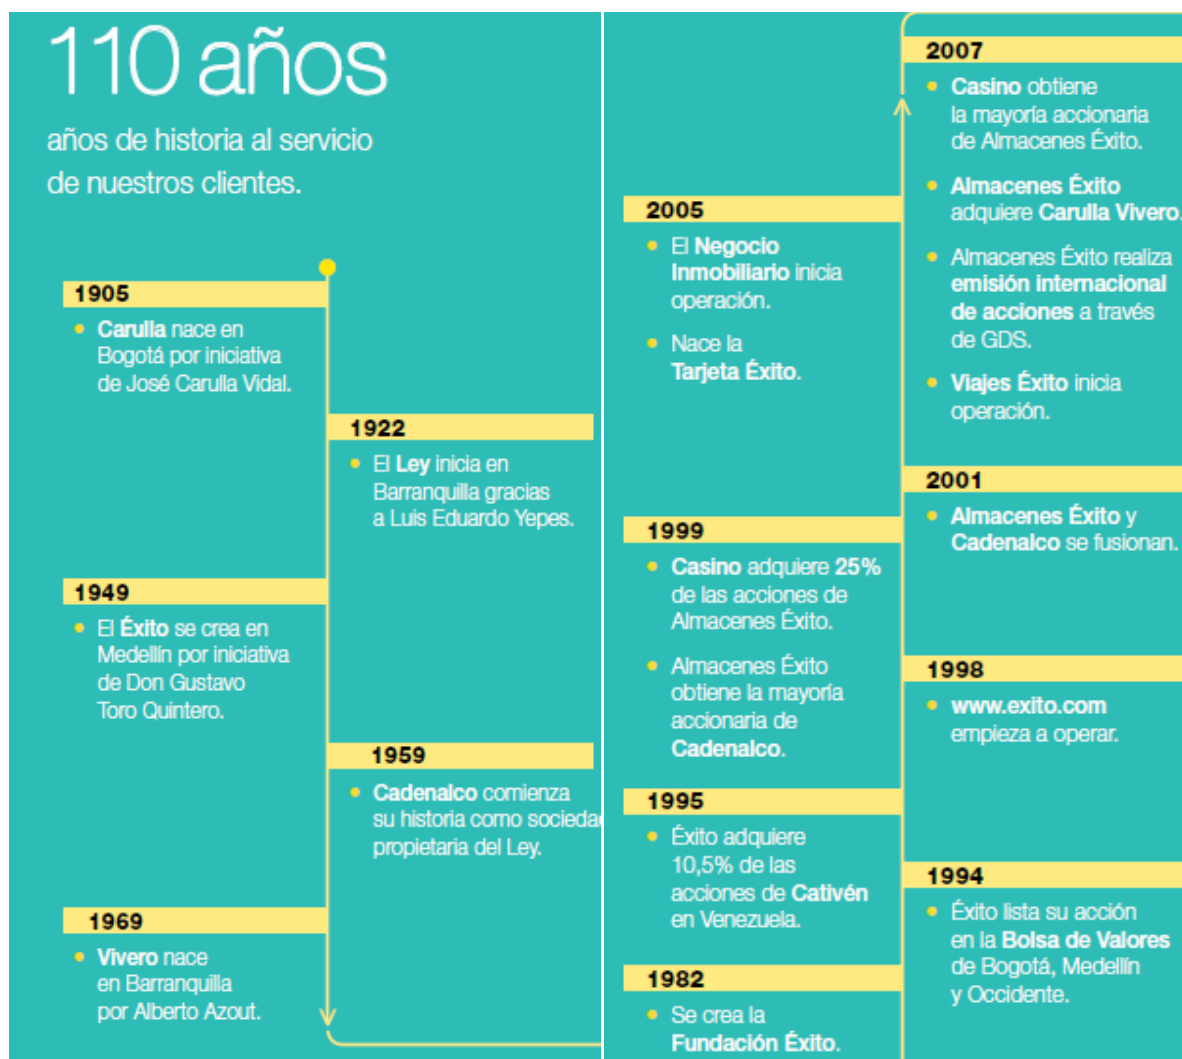 110 años
años de historia al servicio
de nuestros clientes.
1905
• Carulla nace en
Bogotá por iniciativa
de José Carulla Vidal.
1922
• El Ley inicia en
Barranquilla gracias
a Luis Eduardo Yepes.
1949
• El Éxito se crea en
Medellín por iniciativa
de Don Gustavo
Toro Quintero.
1959
• Cadenalco comienza
su historia como sociedad
propietaria del Ley.
1969
• Vivero nace
en Barranquilla
por Alberto Azout.
1982
• Se crea la
Fundación Éxito.
1994
• Éxito lista su acción
en la Bolsa de Valores
de Bogotá, Medellín
y Occidente.
1995
• Éxito adquiere
10,5% de las
acciones de Cativén
en Venezuela.
1998
• www.exito.com
empieza a operar.
1999
• Casino adquiere 25%
de las acciones de
Almacenes Éxito.
• Almacenes Éxito
obtiene la mayoría
accionaria de
Cadenalco.
2001
• Almacenes Éxito y
Cadenalco se fusionan.
2005
• El Negocio
Inmobiliario inicia
operación.
• Nace la
Tarjeta Éxito.
2007
• Casino obtiene
la mayoría accionaria
de Almacenes Éxito.
• Almacenes Éxito
adquiere Carulla Vivero.
• Almacenes Éxito realiza
emisión internacional
de acciones a través
de GDS.
• Viajes Éxito inicia
operación.